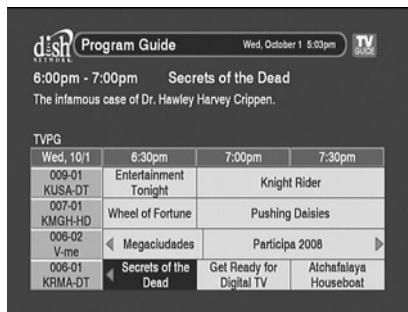 dish Program Guide Wed, October 1 5:03pm TV
NETWORK GUIDE
6:00pm - 7:00pm Secrets of the Dead
The infamous case of Dr. Hawley Harvey Crippen.
TVPG
Wed, 10/1 6:30pm 7:00pm 7:30pm
009-01 Entertainment Knight Rider
KUSA-DT Tonight
007-01 Wheel of Fortune Pushing Daisies
KMGH-HD
006-02 Megaciudades Participa 2008
V-me
006-01 Secrets of the Get Ready for Atchafalaya
KRMA-DT Dead Digital TV Houseboat